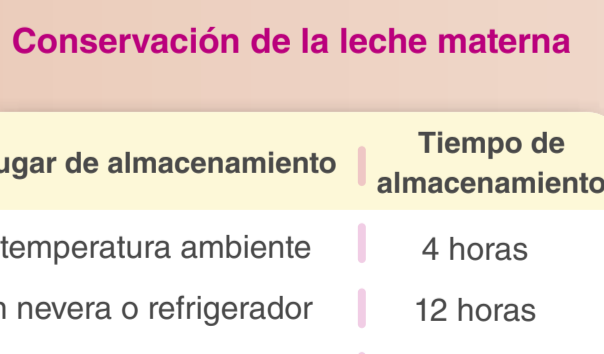 Conservación de la leche materna
Tiempo de
ugar de almacenamiento
almacenamiento
temperatura ambiente 4 horas
n nevera o refrigerador 12 horas